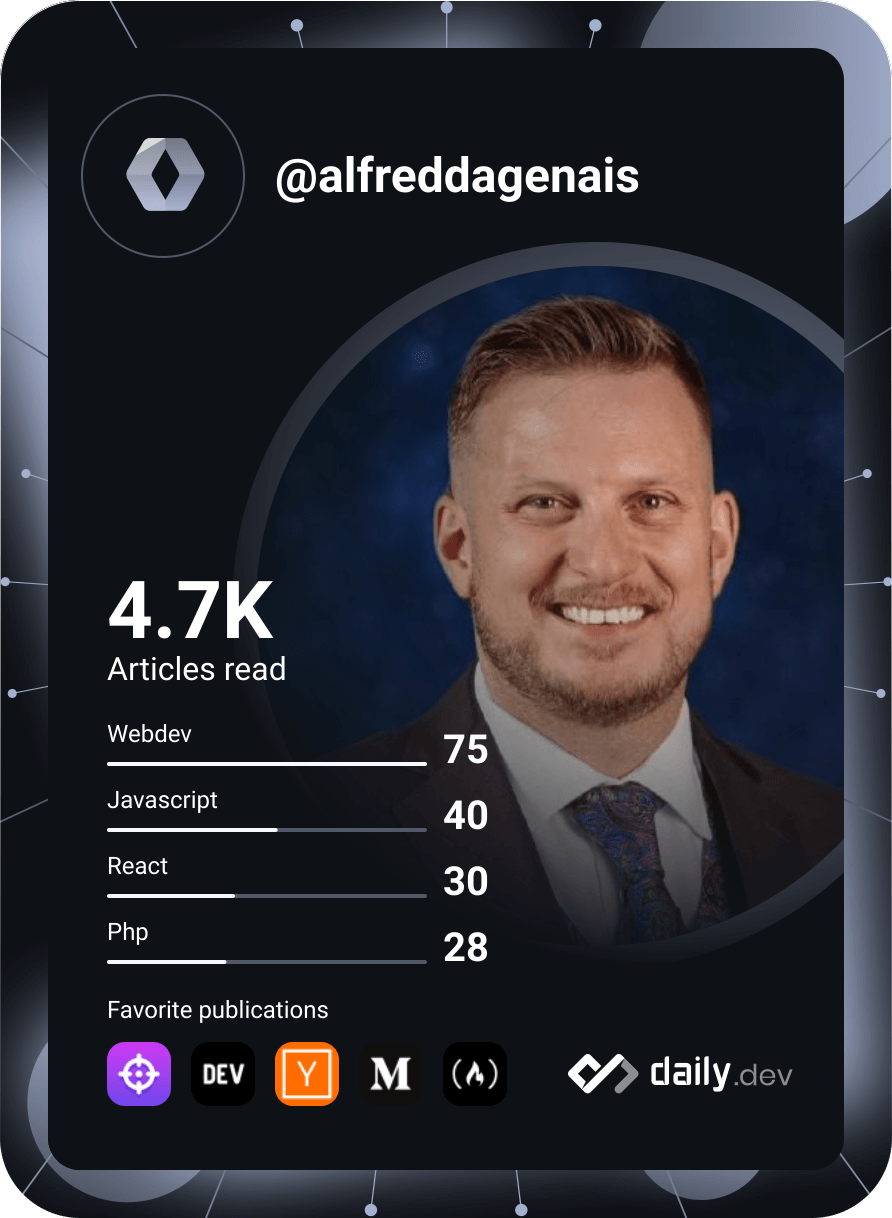 @alfreddagenais
4.7K
Articles read
Webdev
75
Javascript
40
React
30
Php
28
Favorite publications
DEV
Y
M
daily.dev